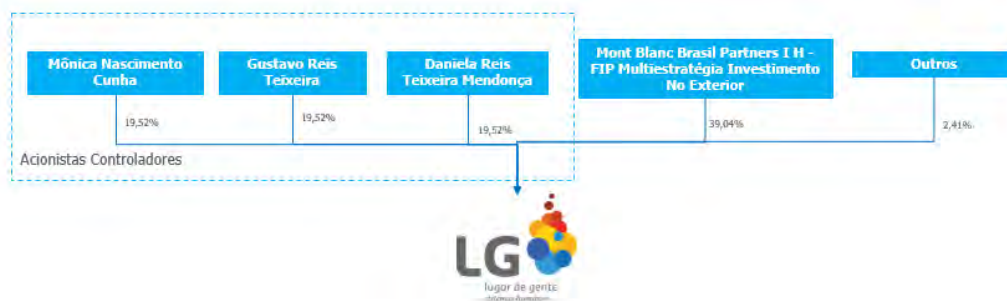 Mônica Nascimento
Cunha
Gustavo Reis
Teixeira
Daniela Reis
Teixeira Mendonça
Mont Blanc Brasil Partners I H -
FIP Multiestratégia Investimento
No Exterior
Outros
19,52%
19,52%
19,52%
39,04%
2,41%
Acionistas Controladores
LG
lugar de gente